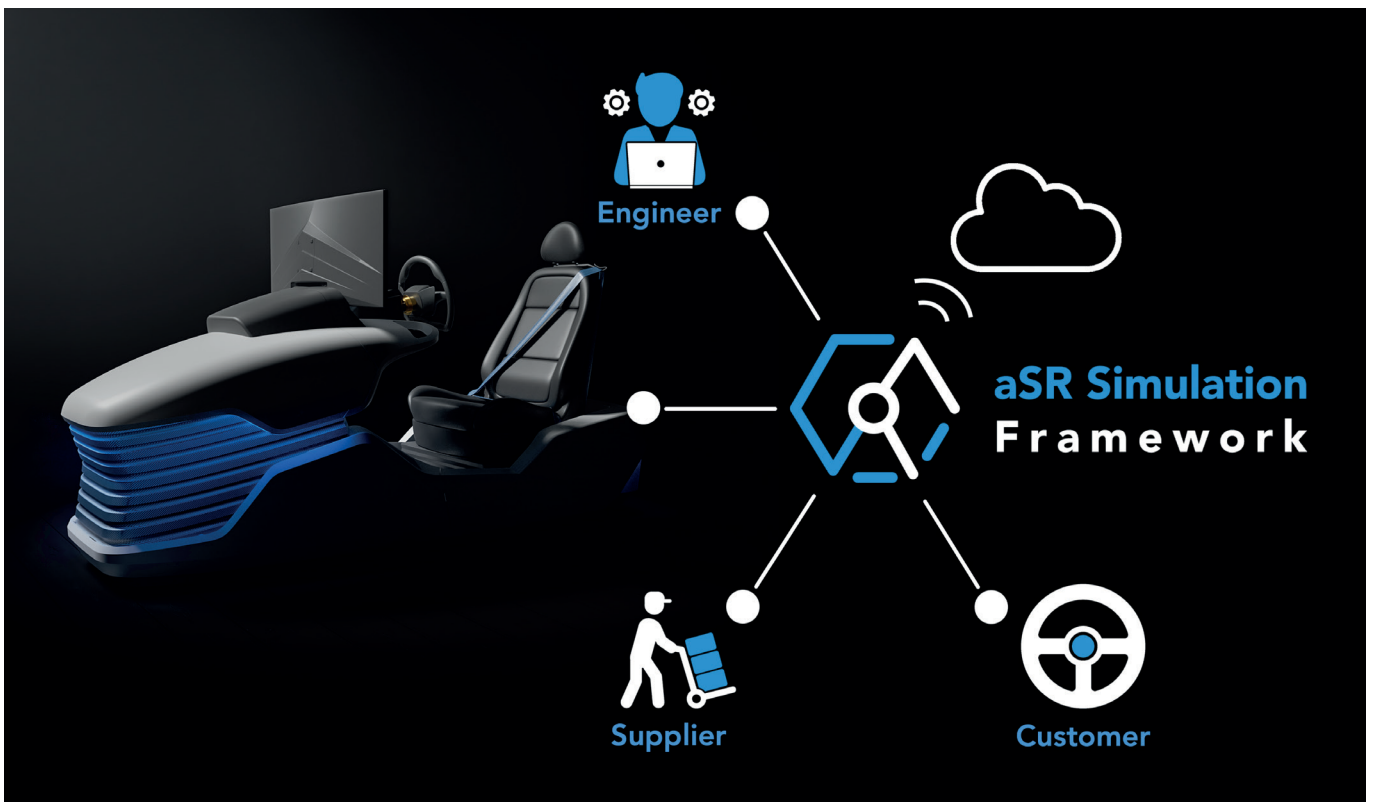 Engineer
aSR Simulation
Framework
Supplier
Customer